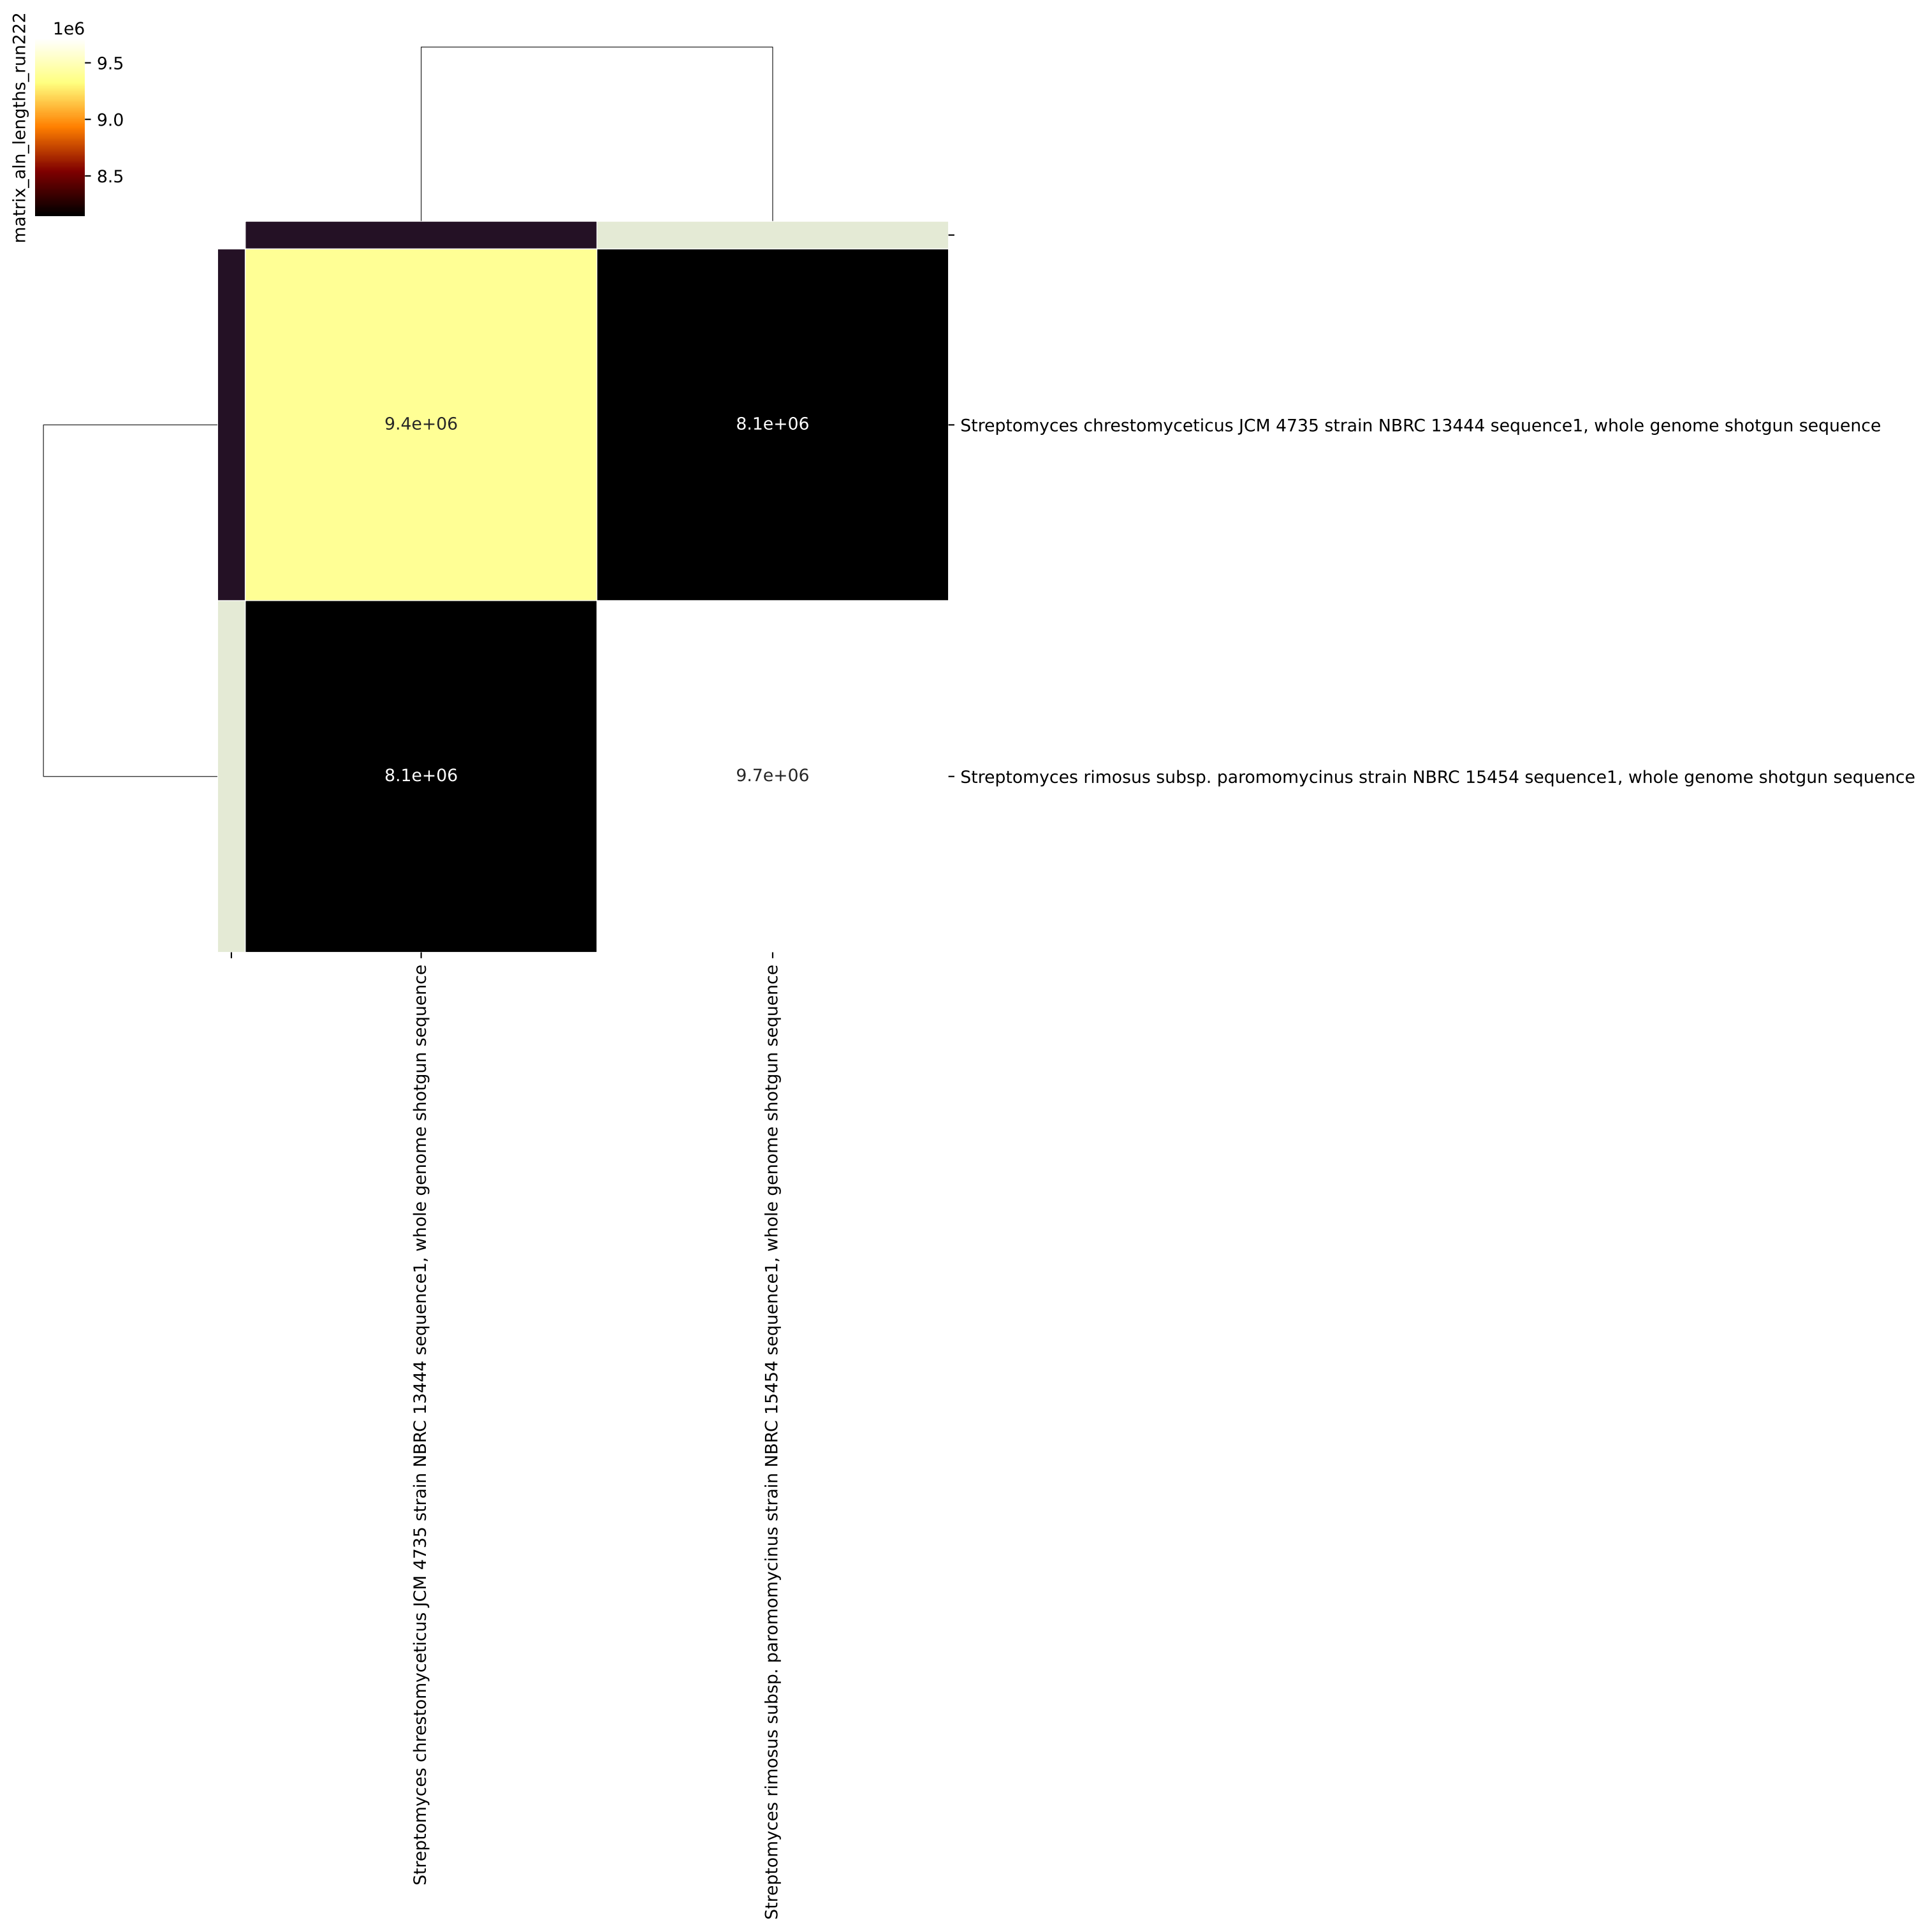 matrix_aln_lengths_run222
1e6
9.5
9.0
8.5
9.4e+06
8.1e+06
Streptomyces chrestomyceticus JCM 4735 strain NBRC 13444 sequence1, whole genome shotgun sequence
8.1e+06
9.7e+06
Streptomyces rimosus subsp. paromomycinus strain NBRC 15454 sequence1, whole genome shotgun sequence
Streptomyces chrestomyceticus JCM 4735 strain NBRC 13444 sequence1, whole genome shotgun sequence
Streptomyces rimosus subsp. paromomycinus strain NBRC 15454 sequence1, whole genome shotgun sequence